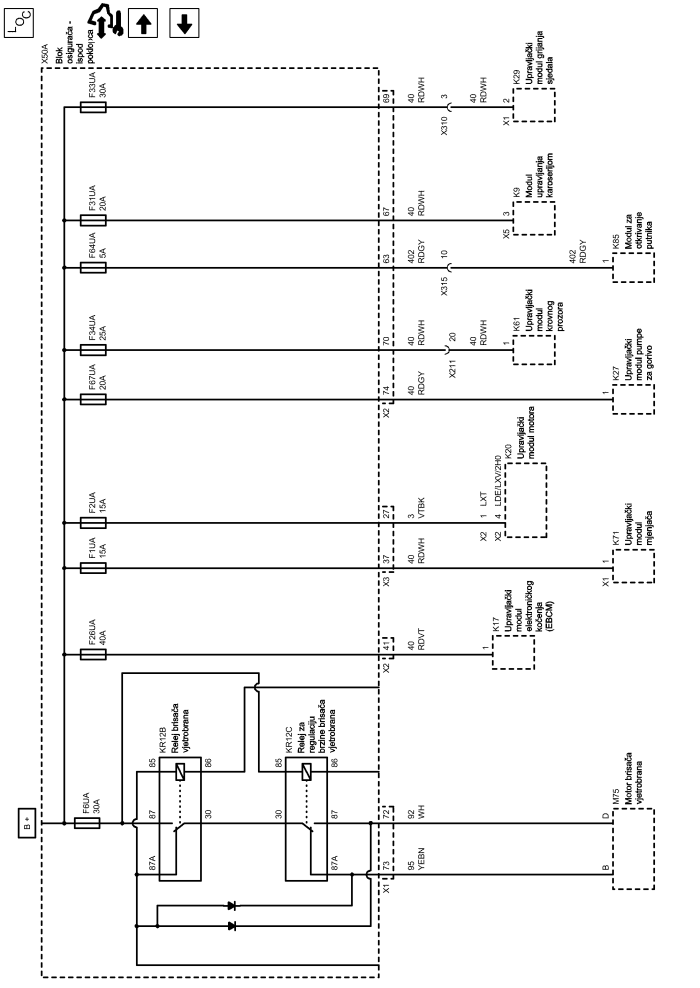 LOC
X50A
Blok
osigurača -
ispod
poklopca
B +
F33UA
30A
69
40
RDWH
3
X310
40
RDWH
X1
2
K29
Upravljački
modul grijanja
sjedala
F31UA
20A
67
40
RDWH
X5
3
K9
Modul
upravljanja
karoserijom
F64UA
5A
63
402
RDGY
10
X315
402
RDGY
1
K85
Modul za
otkrivanje
putnika
F34UA
25A
70
40
RDWH
20
X211
40
RDWH
1
K61
Upravljački
modul
krovnog
prozora
F67UA
20A
X2
74
40
RDGY
1
K27
Upravljački
modul pumpe
za gorivo
F2UA
15A
27
3
VTBK
X2
1
LXT
X2
4
LDE/LXV/2H0
K20
Upravljački
modul motora
F1UA
15A
X3
37
40
RDWH
X1
1
K71
Upravljački
modul
mjenjača
F26UA
40A
X2
41
40
RDVT
1
K17
Upravljački
modul
elektroničkog
kočenja
(EBCM)
F6UA
30A
KR12B
Relej brisača
vjetrobrana
85
86
87
30
87A
KR12C
Relej za
regulaciju
brzine brisača
vjetrobrana
85
86
30
87
87A
72
92
WH
D
X1
73
95
YEBN
B
M75
Motor brisača
vjetrobrana